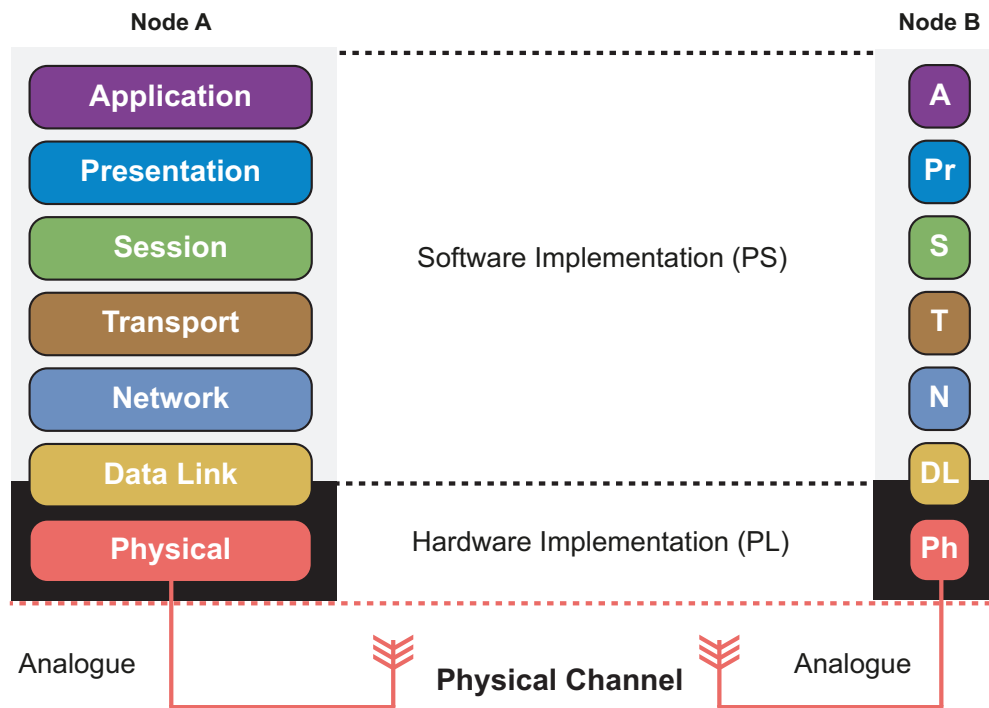 Node A
Node B
Application
A
Presentation
Pr
Session
S
Software Implementation (PS)
Transport
T
Network
N
Data Link
DL
Physical
Hardware Implementation (PL)
Ph
Analogue
Physical Channel
Analogue